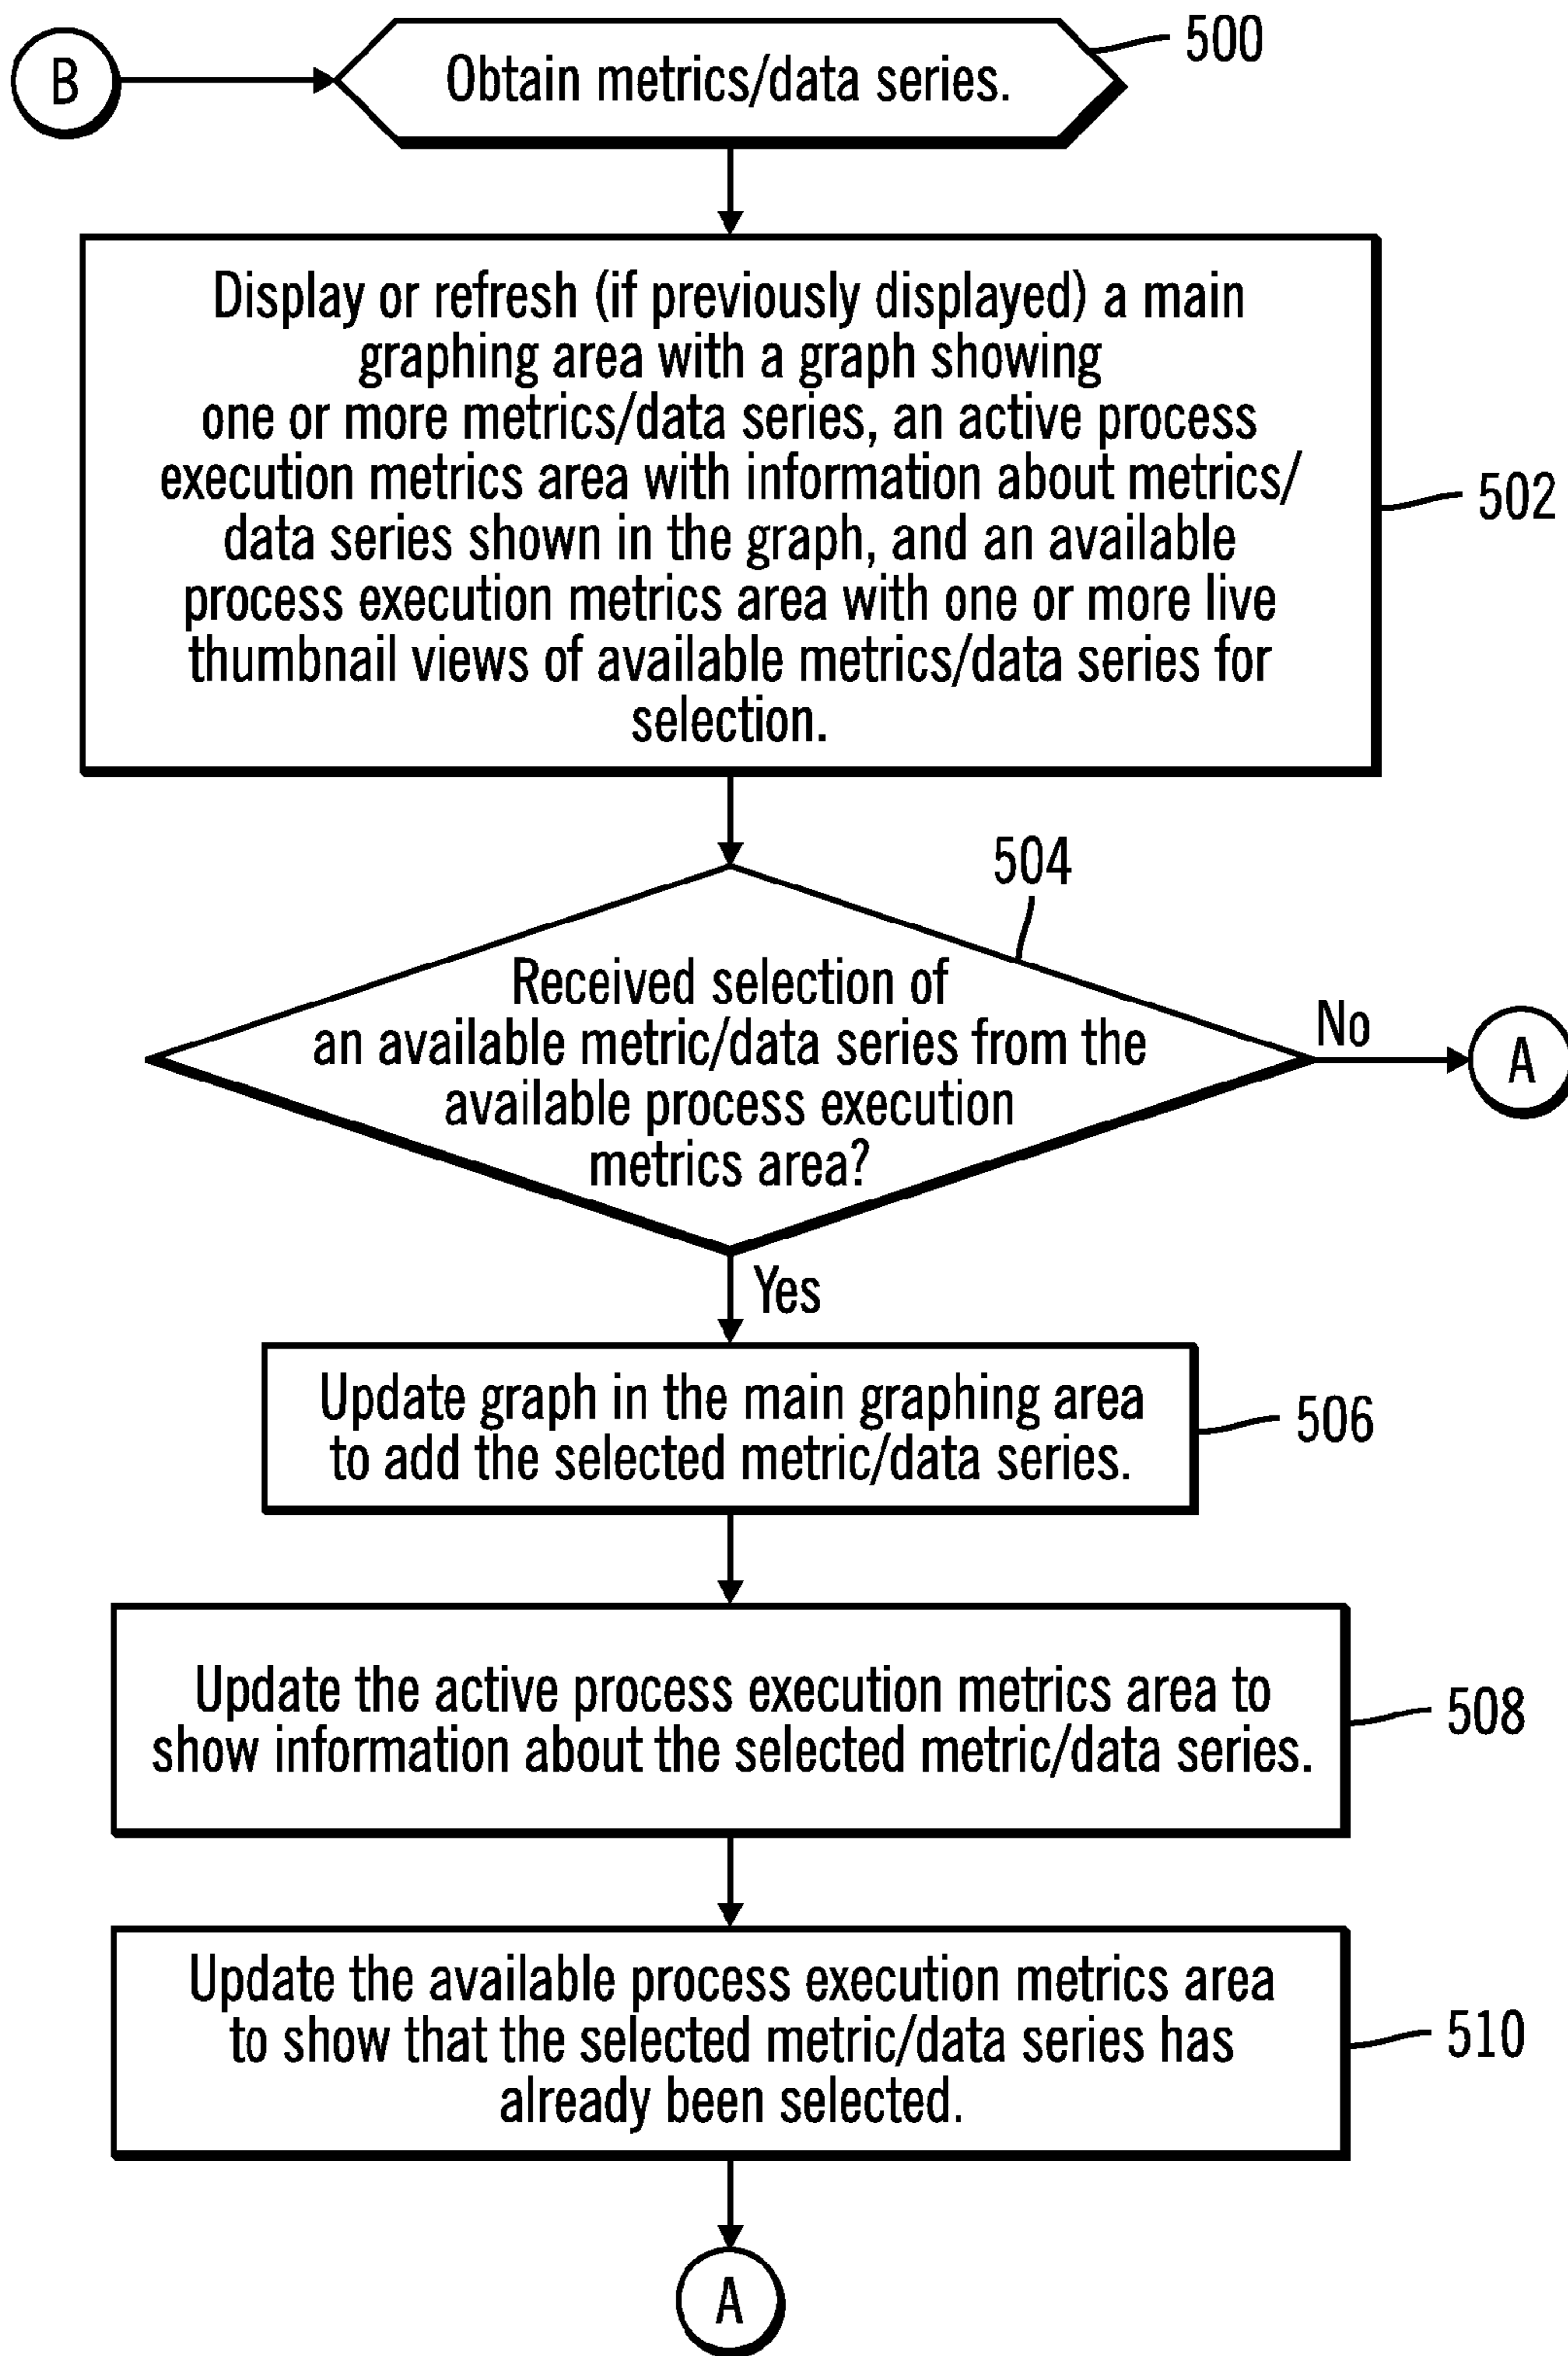 B
Obtain metrics/data series.
500
Display or refresh (if previously displayed) a main
graphing area with a graph showing
one or more metrics/data series, an active process
execution metrics area with information about metrics/
data series shown in the graph, and an available
process execution metrics area with one or more live
thumbnail views of available metrics/data series for
selection.
502
504
Received selection of
an available metric/data series from the
available process execution
metrics area?
No
A
Yes
Update graph in the main graphing area
to add the selected metric/data series.
506
Update the active process execution metrics area to
show information about the selected metric/data series.
508
Update the available process execution metrics area
to show that the selected metric/data series has
already been selected.
510
A